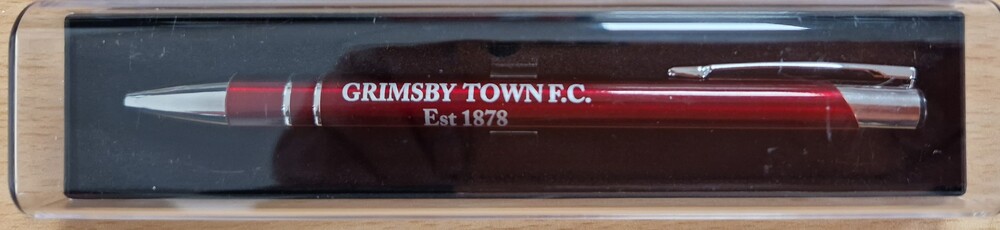 GRIMSBY TOWN F.C.
Est 1878